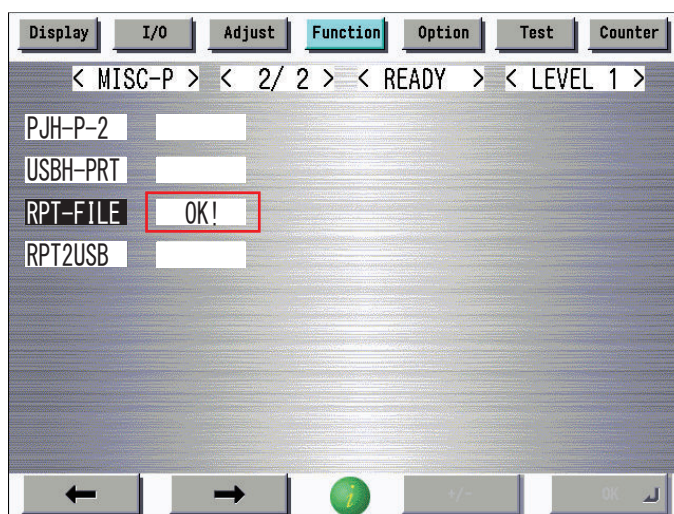 Display I/O Adjust Function Option Test Counter
< MISC-P > < 2/ 2 > < READY > < LEVEL 1 >
PJH-P-2
USBH-PRT
RPT-FILE OK!
RPT2USB
+/- OK